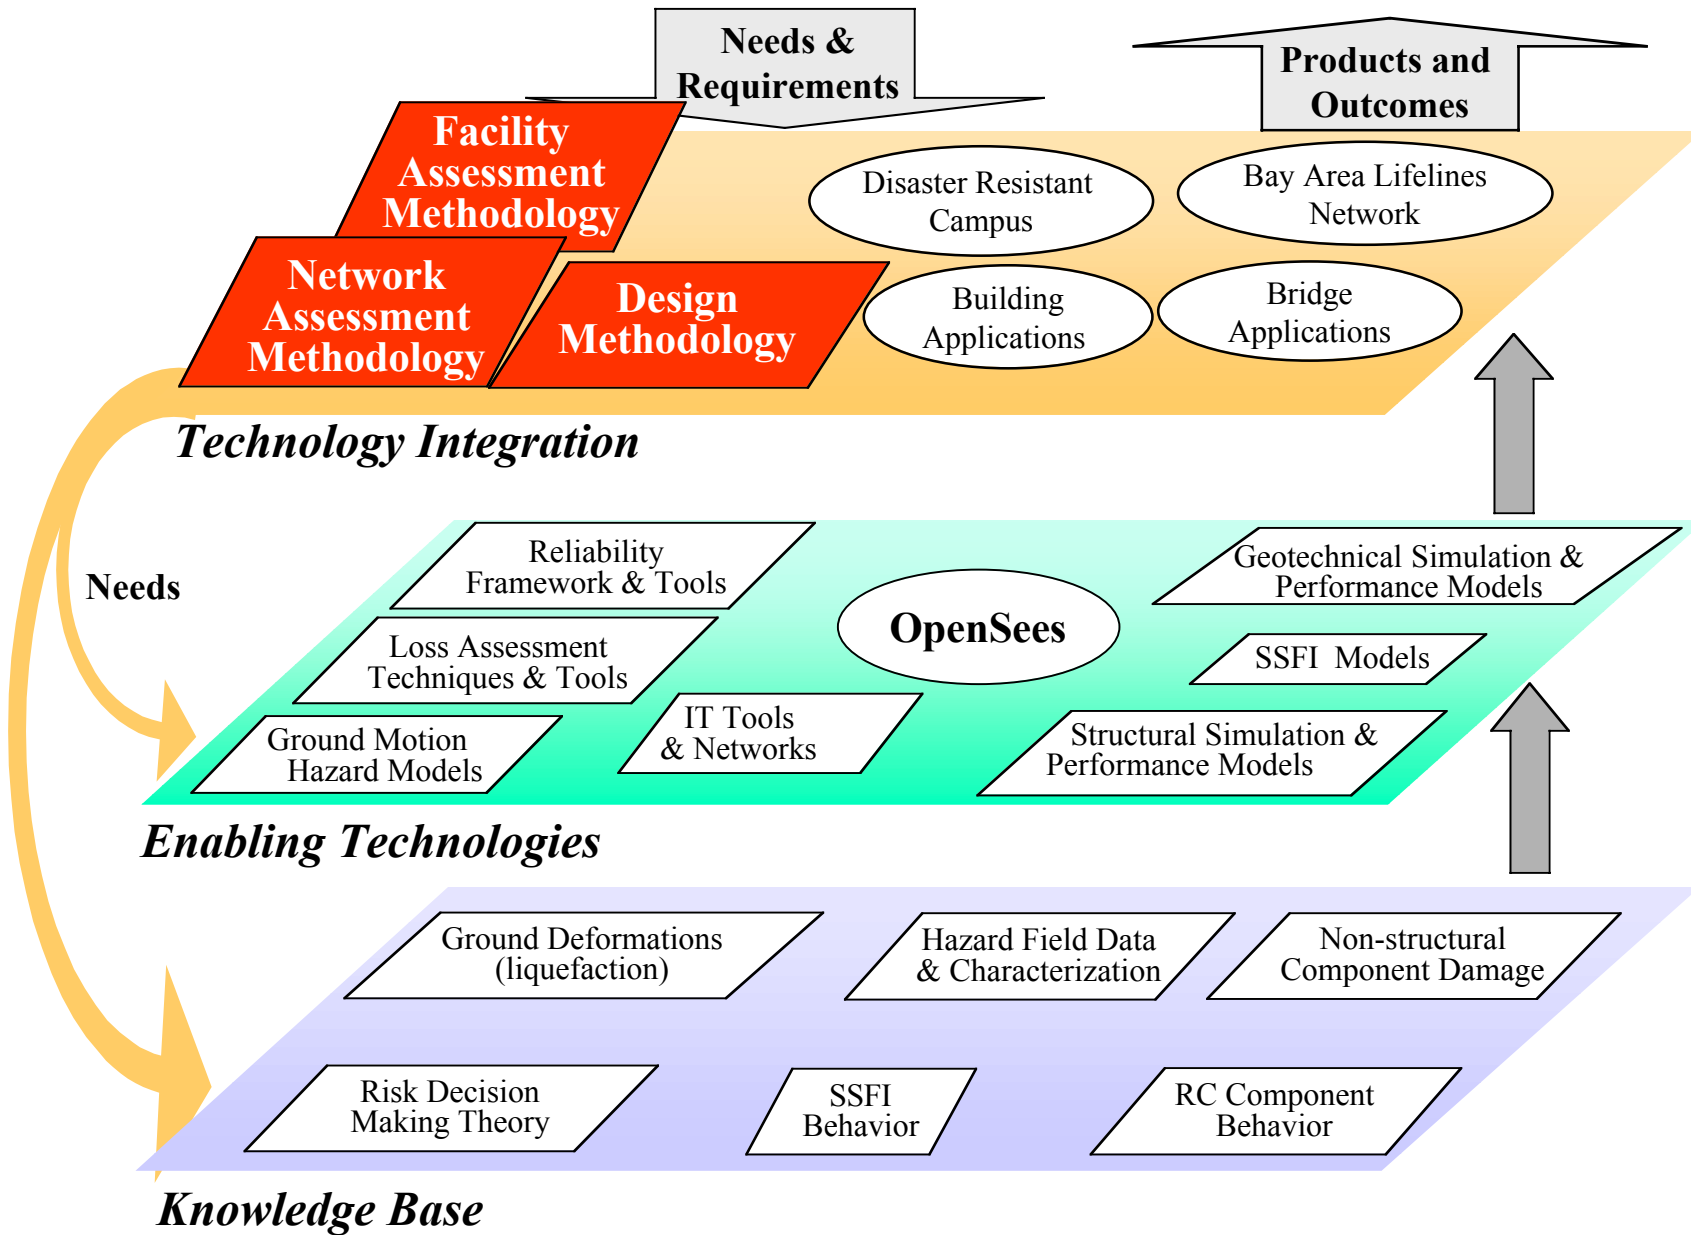 Needs &
Requirements
Products and
Outcomes
Facility
Assessment
Methodology
Disaster Resistant
Campus
Bay Area Lifelines
Network
Network
Assessment
Methodology
Design
Methodology
Building
Applications
Bridge
Applications
Technology Integration
Needs
Reliability
Framework & Tools
OpenSees
Geotechnical Simulation &
Performance Models
Loss Assessment
Techniques & Tools
SSFI Models
Ground Motion
Hazard Models
IT Tools
& Networks
Structural Simulation &
Performance Models
Enabling Technologies
Ground Deformations
(liquefaction)
Hazard Field Data
& Characterization
Non-structural
Component Damage
Risk Decision
Making Theory
SSFI
Behavior
RC Component
Behavior
Knowledge Base